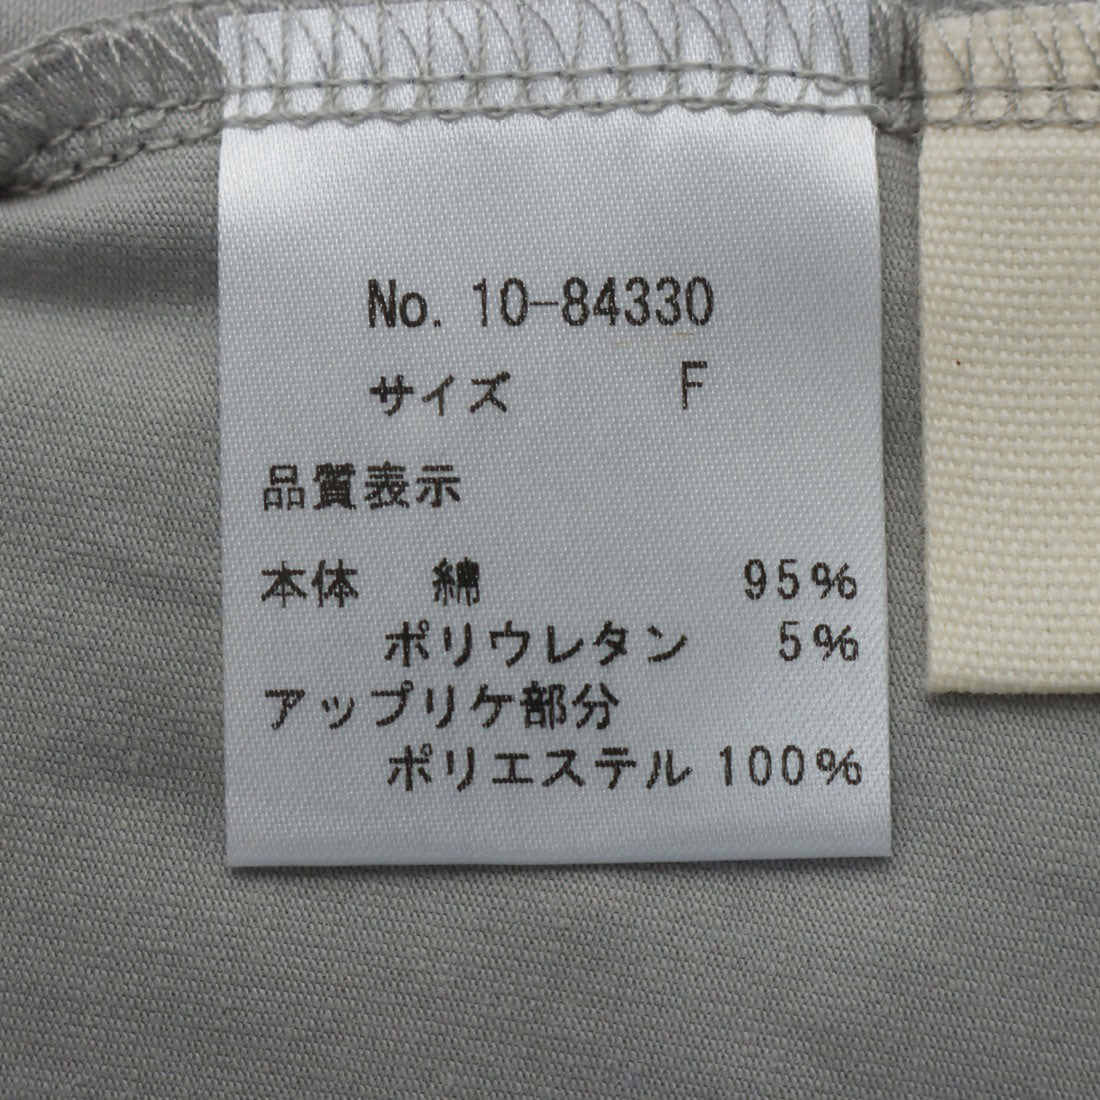 No. 10-84330
サイズ F
品質表示
本体 綿 95%
ポリウレタン 5%
アップリケ部分
ポリエステル 100%